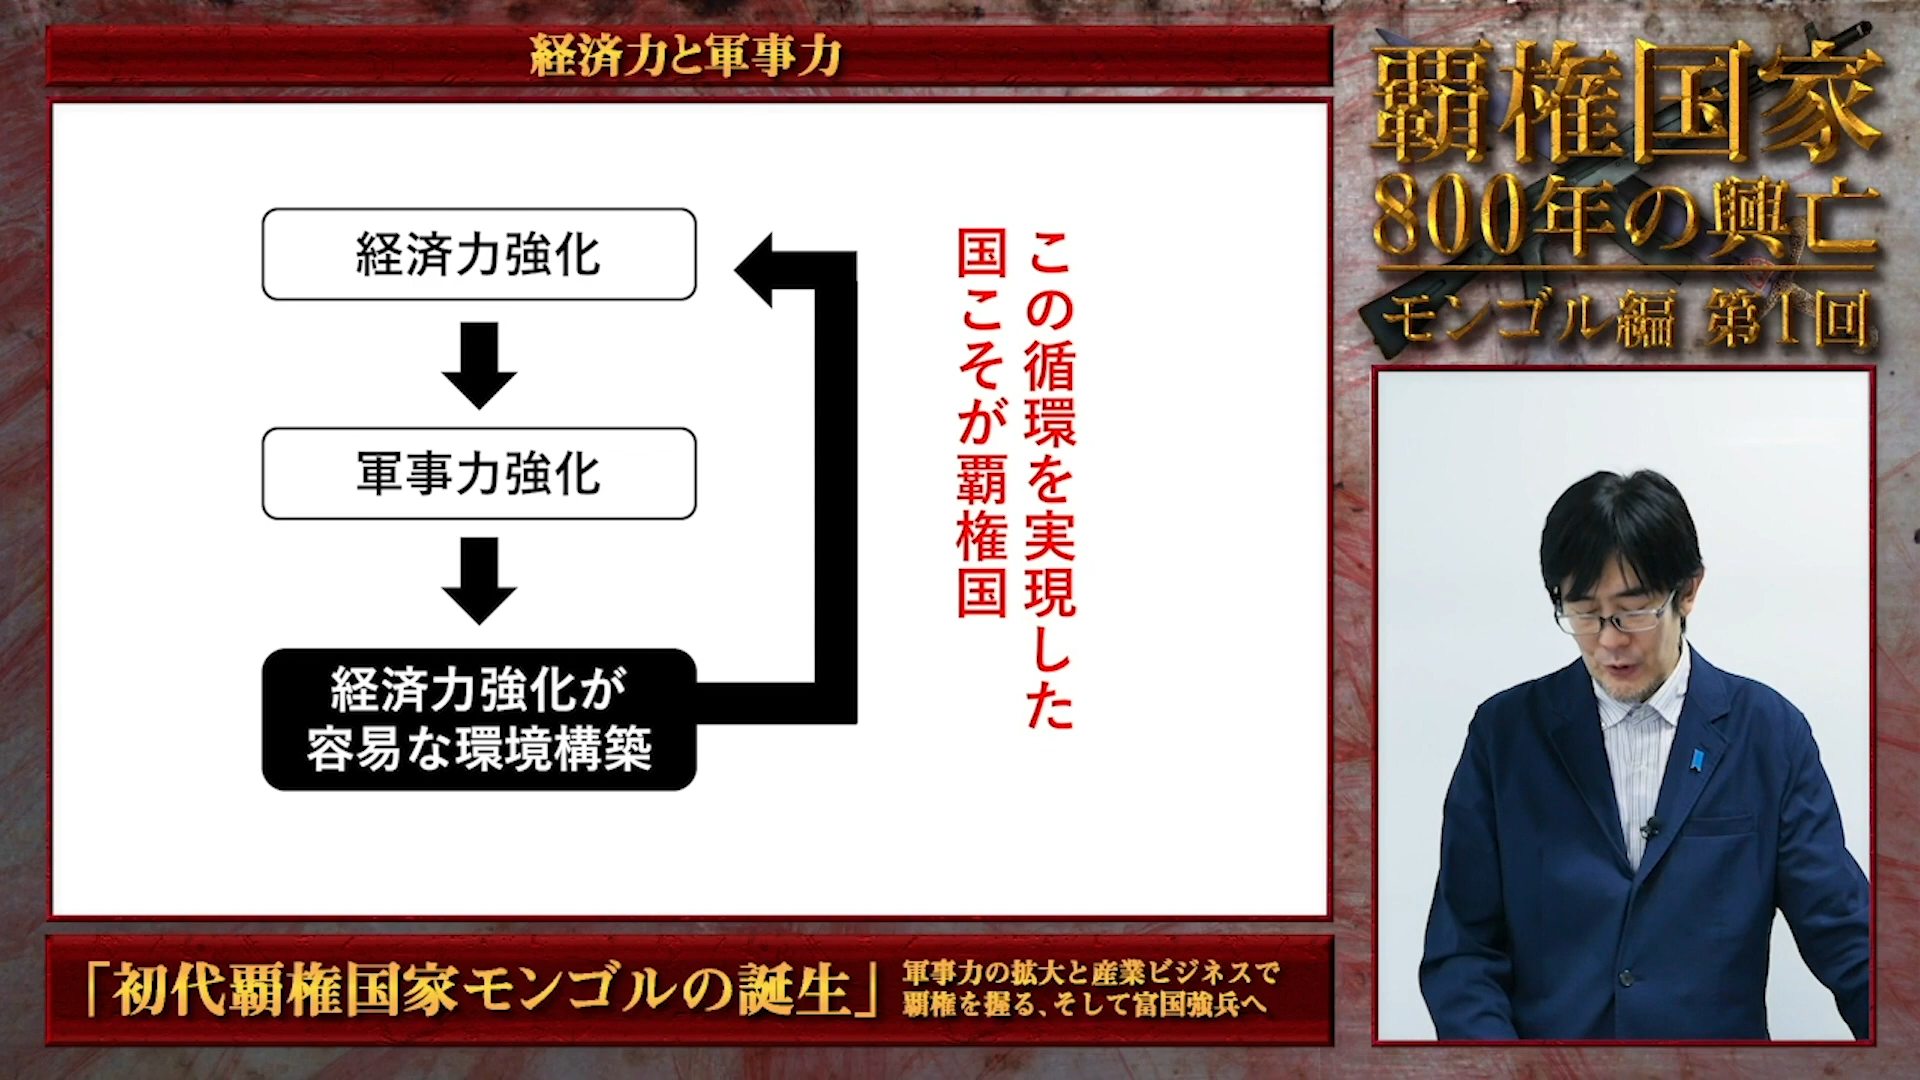 経済力と軍事力
経済力強化
軍事力強化
経済力強化が
容易な環境構築
この循環を実現した
国こそが覇権国
覇権国家
800年の興亡
モンゴル編 第1回
「初代覇権国家モンゴルの誕生」
軍事力の拡大と産業ビジネスで
覇権を握る、そして富国強兵へ